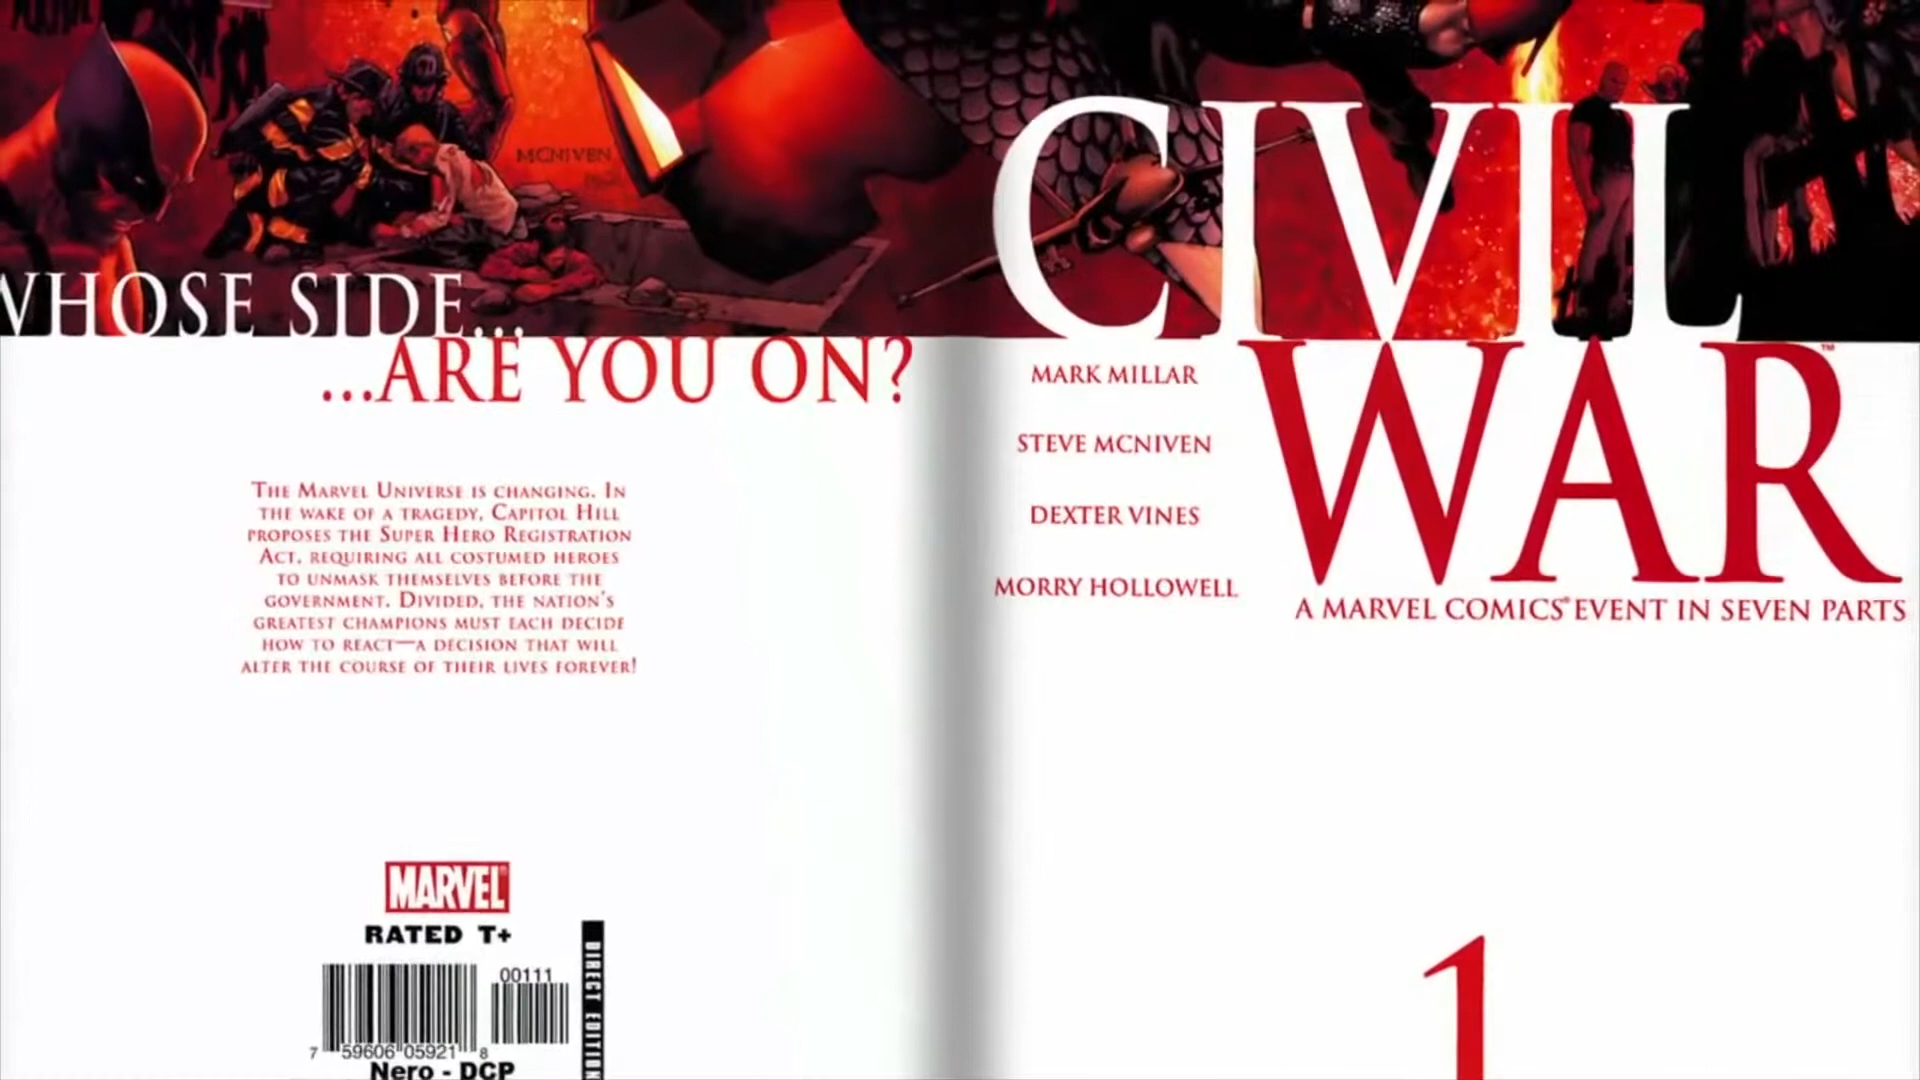 MCNIVEN
WHOSE SIDE...
...ARE YOU ON?
THE MARVEL UNIVERSE IS CHANGING. IN
THE WAKE OF A TRAGEDY, CAPITOL HILL
PROPOSES THE SUPER HERO REGISTRATION
ACT, REQUIRING ALL COSTUMED HEROES
TO UNMASK THEMSELVES BEFORE THE
GOVERNMENT. DIVIDED, THE NATION'S
GREATEST CHAMPIONS MUST EACH DECIDE
HOW TO REACT—A DECISION THAT WILL
ALTER THE COURSE OF THEIR LIVES FOREVER!
MARVEL
RATED T+
00111
7 59606 05921 8
DIRECT EDITION
Nero - DCP
CIVIL
WAR™
MARK MILLAR
STEVE MCNIVEN
DEXTER VINES
MORRY HOLLOWELL
A MARVEL COMICS® EVENT IN SEVEN PARTS
1